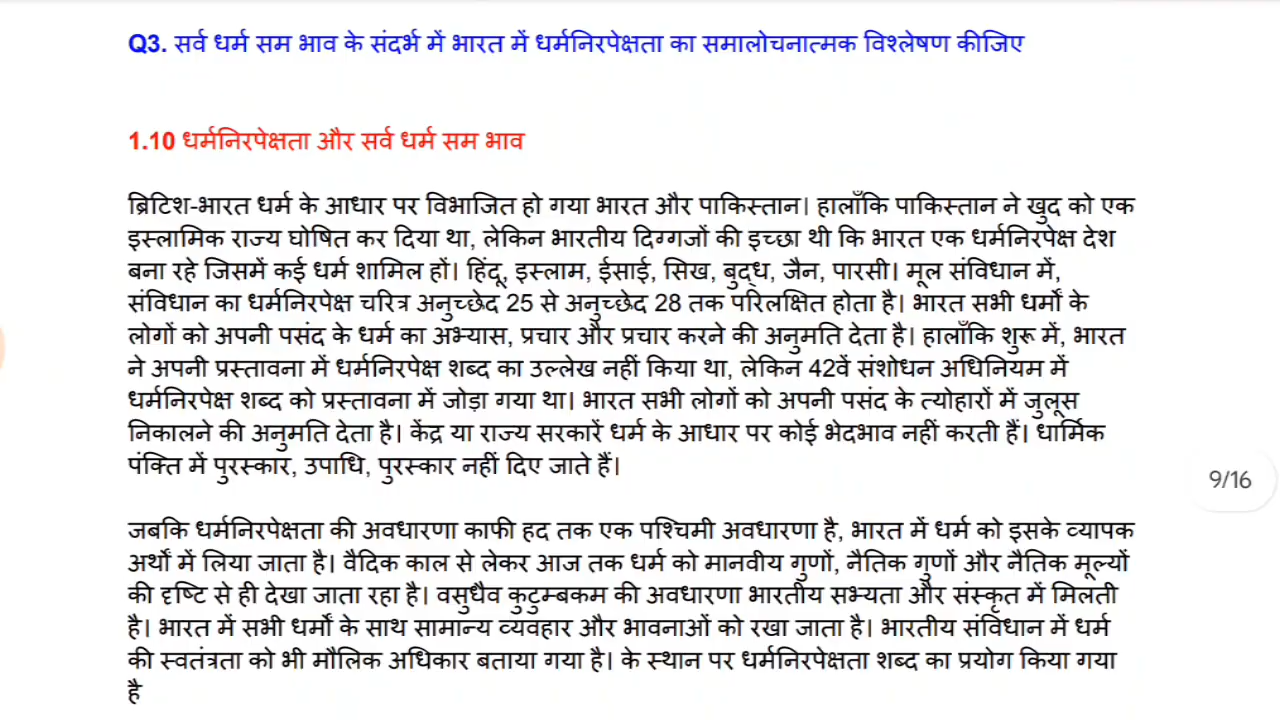 Q3. सर्व धर्म सम भाव के संदर्भ में भारत में धर्मनिरपेक्षता का समालोचनात्मक विश्लेषण कीजिए
1.10 धर्मनिरपेक्षता और सर्व धर्म सम भाव
ब्रिटिश-भारत धर्म के आधार पर विभाजित हो गया भारत और पाकिस्तान। हालाँकि पाकिस्तान ने खुद को एक
इस्लामिक राज्य घोषित कर दिया था, लेकिन भारतीय दिग्गजों की इच्छा थी कि भारत एक धर्मनिरपेक्ष देश
बना रहे जिसमें कई धर्म शामिल हों। हिंदू, इस्लाम, ईसाई, सिख, बुद्ध, जैन, पारसी। मूल संविधान में,
संविधान का धर्मनिरपेक्ष चरित्र अनुच्छेद 25 से अनुच्छेद 28 तक परिलक्षित होता है। भारत सभी धर्मों के
लोगों को अपनी पसंद के धर्म का अभ्यास, प्रचार और प्रचार करने की अनुमति देता है। हालाँकि शुरू में, भारत
ने अपनी प्रस्तावना में धर्मनिरपेक्ष शब्द का उल्लेख नहीं किया था, लेकिन 42वें संशोधन अधिनियम में
धर्मनिरपेक्ष शब्द को प्रस्तावना में जोड़ा गया था। भारत सभी लोगों को अपनी पसंद के त्योहारों में जुलूस
निकालने की अनुमति देता है। केंद्र या राज्य सरकारें धर्म के आधार पर कोई भेदभाव नहीं करती हैं। धार्मिक
पंक्ति में पुरस्कार, उपाधि, पुरस्कार नहीं दिए जाते हैं।
9/16
जबकि धर्मनिरपेक्षता की अवधारणा काफी हद तक एक पश्चिमी अवधारणा है, भारत में धर्म को इसके व्यापक
अर्थों में लिया जाता है। वैदिक काल से लेकर आज तक धर्म को मानवीय गुणों, नैतिक गुणों और नैतिक मूल्यों
की दृष्टि से ही देखा जाता रहा है। वसुधैव कुटुम्बकम की अवधारणा भारतीय सभ्यता और संस्कृत में मिलती
है। भारत में सभी धर्मों के साथ सामान्य व्यवहार और भावनाओं को रखा जाता है। भारतीय संविधान में धर्म
की स्वतंत्रता को भी मौलिक अधिकार बताया गया है। के स्थान पर धर्मनिरपेक्षता शब्द का प्रयोग किया गया
है